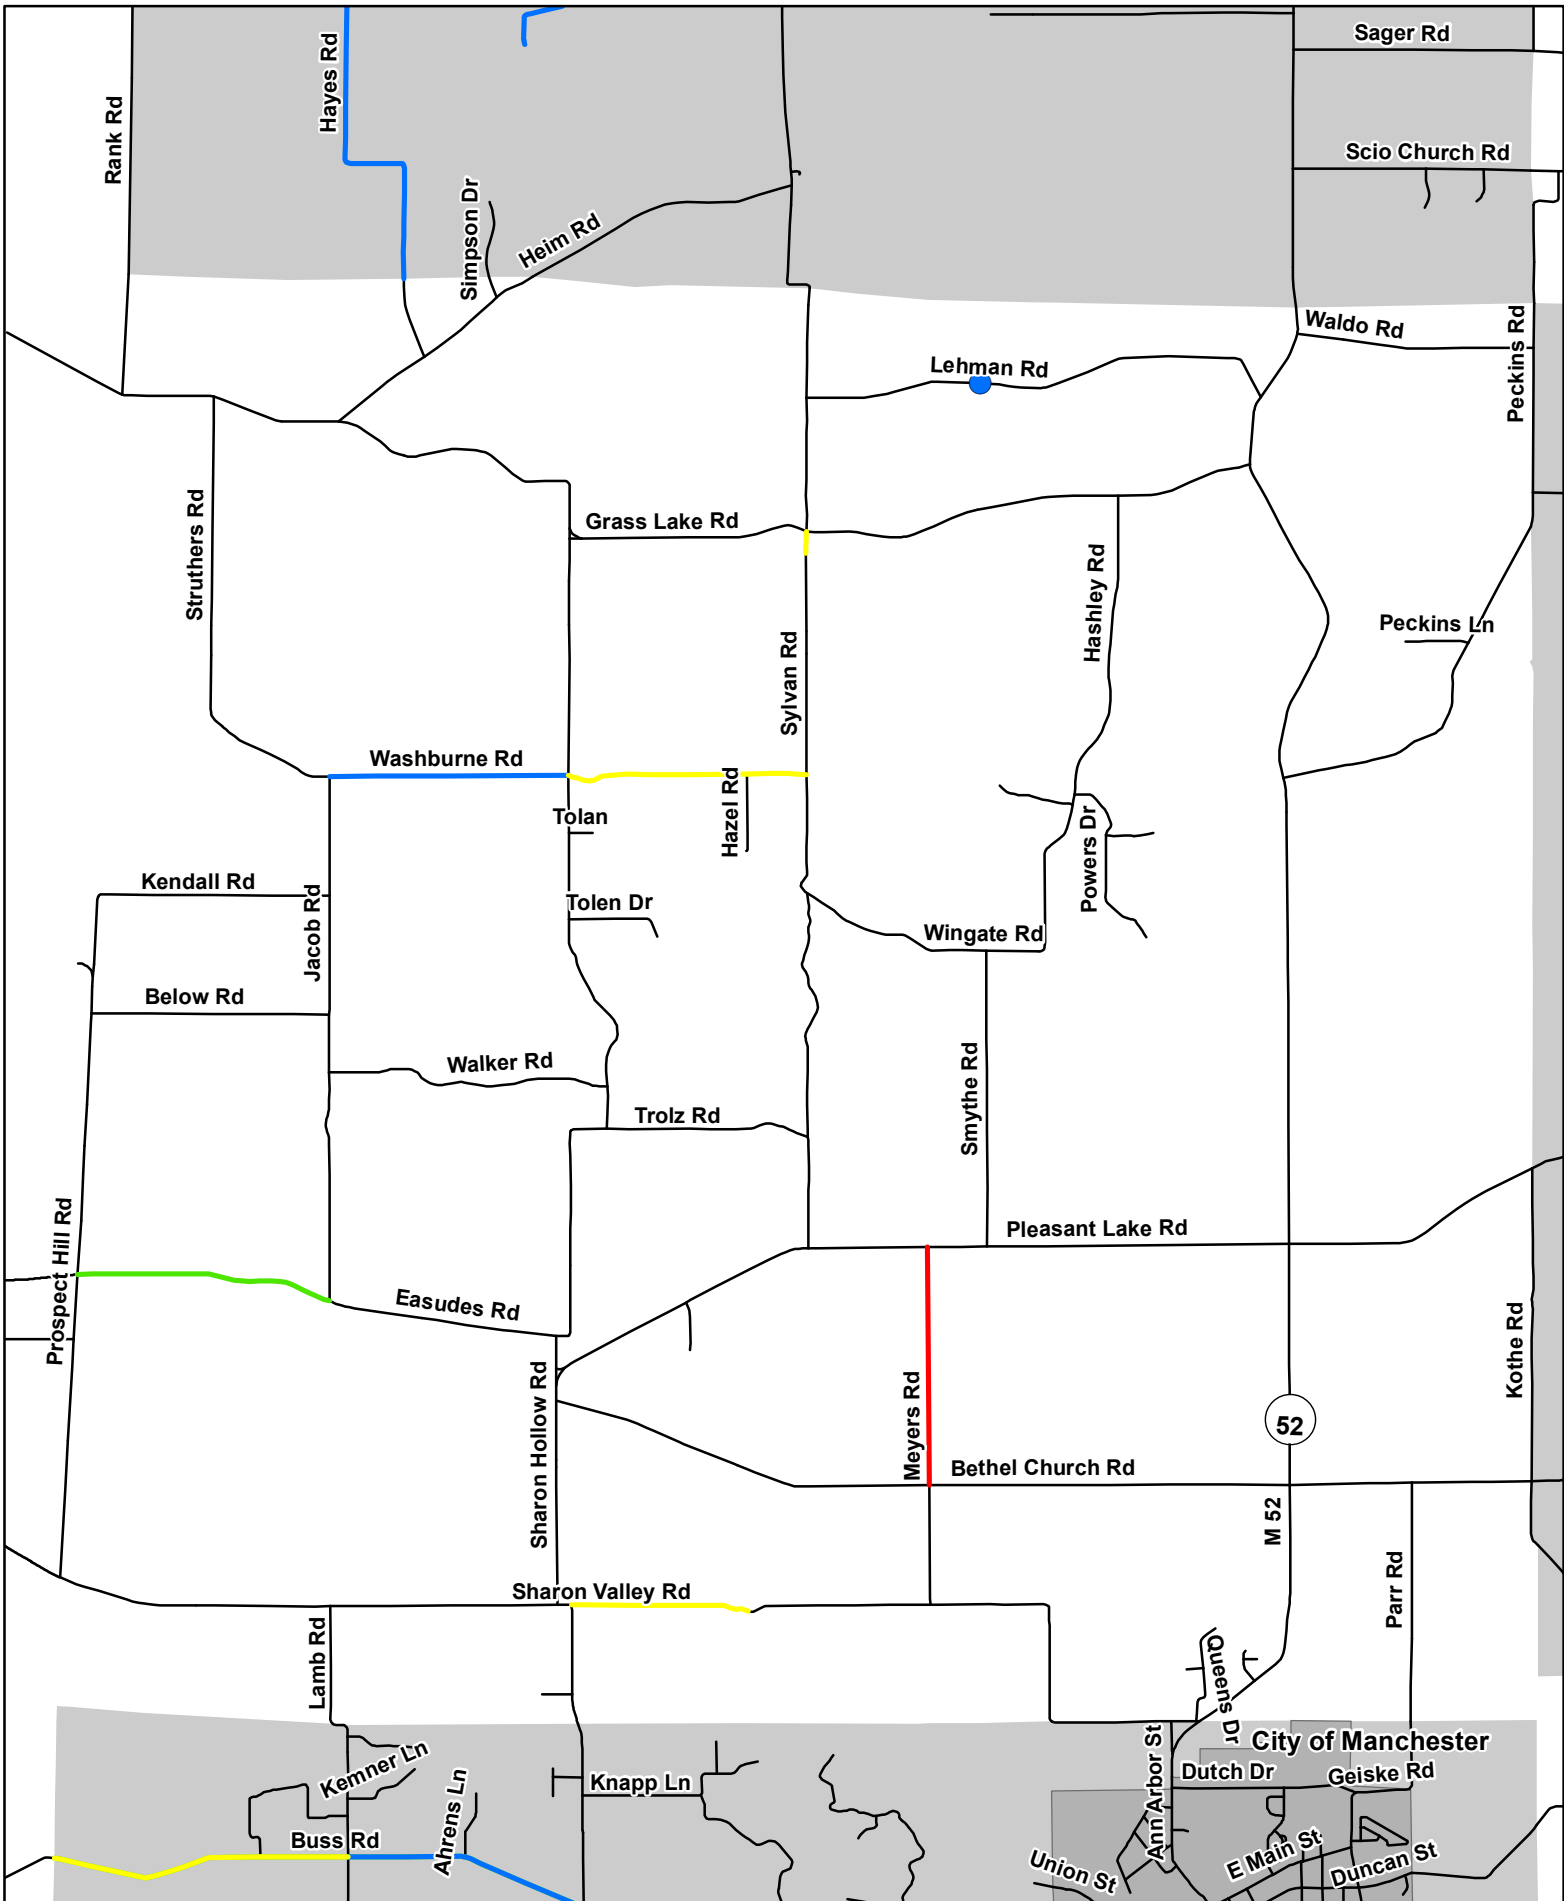 Sager Rd
Hayes Rd
Rank Rd
Scio Church Rd
Simpson Dr
Heim Rd
Waldo Rd
Peckins Rd
Lehman Rd
Struthers Rd
Grass Lake Rd
Hashley Rd
Peckins Ln
Sylvan Rd
Washburne Rd
Hazel Rd
Tolan
Powers Dr
Kendall Rd
Jacob Rd
Tolen Dr
Wingate Rd
Below Rd
Walker Rd
Smythe Rd
Trolz Rd
Prospect Hill Rd
Pleasant Lake Rd
Easudes Rd
Kothe Rd
Sharon Hollow Rd
Meyers Rd
52
Bethel Church Rd
M 52
Sharon Valley Rd
Parr Rd
Lamb Rd
Queens Dr
City of Manchester
Ann Arbor St
Kemner Ln
Ahrens Ln
Knapp Ln
Dutch Dr
Geiske Rd
Buss Rd
E Main St
Duncan St
Union St